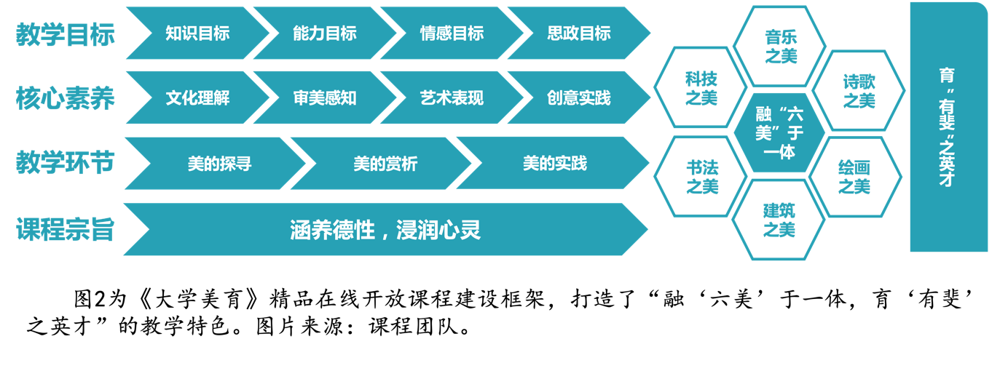 教学目标
知识目标
能力目标
情感目标
思政目标
核心素养
文化理解
审美感知
艺术表现
创意实践
教学环节
美的探寻
美的赏析
美的实践
课程宗旨
涵养德性，浸润心灵
音乐
之美
科技
之美
诗歌
之美
融“六
美”于
一体
书法
之美
绘画
之美
建筑
之美
育“有斐”之英才
图2为《大学美育》精品在线开放课程建设框架，打造了“融‘六美’于一体，育‘有斐’
之英才”的教学特色。图片来源：课程团队。